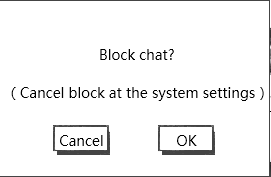 Block chat?
( Cancel block at the system settings )
Cancel OK